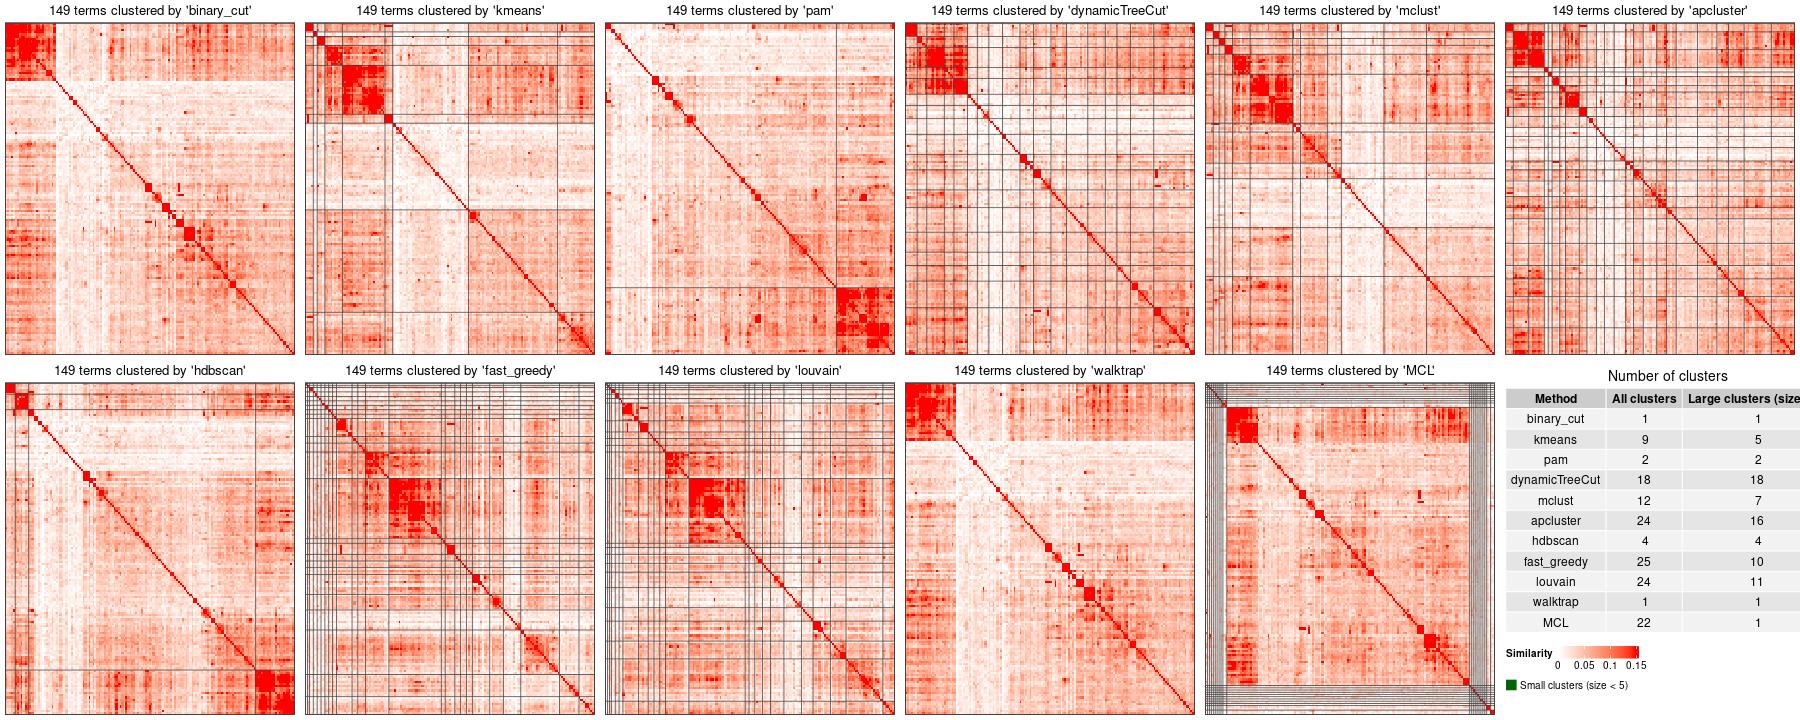 149 terms clustered by 'binary_cut'
149 terms clustered by 'kmeans'
149 terms clustered by 'pam'
149 terms clustered by 'dynamicTreeCut'
149 terms clustered by 'mclust'
149 terms clustered by 'apcluster'
149 terms clustered by 'hdbscan'
149 terms clustered by 'fast_greedy'
149 terms clustered by 'louvain'
149 terms clustered by 'walktrap'
149 terms clustered by 'MCL'
Number of clusters
Method All clusters Large clusters (size
binary_cut 1 1
kmeans 9 5
pam 2 2
dynamicTreeCut 18 18
mclust 12 7
apcluster 24 16
hdbscan 4 4
fast_greedy 25 10
louvain 24 11
walktrap 1 1
MCL 22 1
Similarity
0 0.05 0.1 0.15
Small clusters (size < 5)